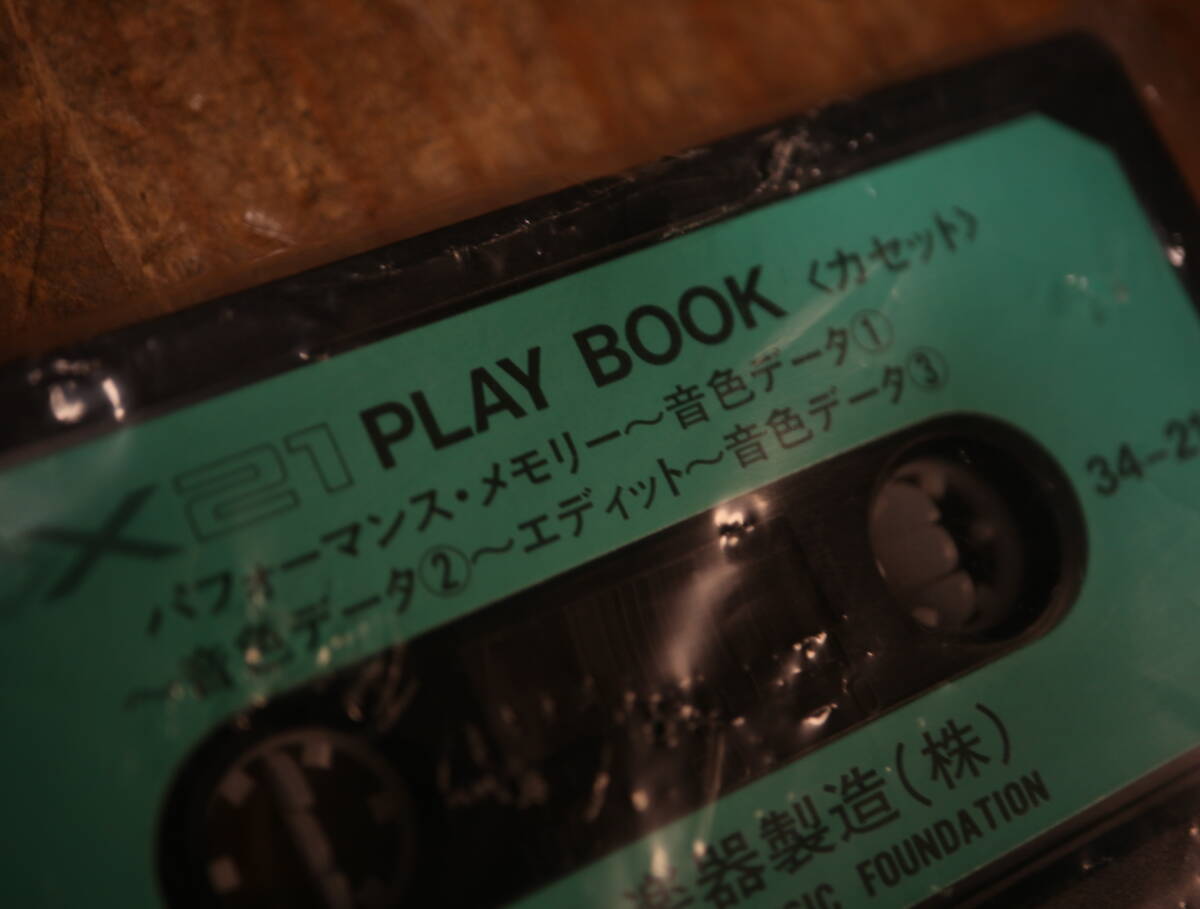 X21 PLAY BOOK 〈カセット〉
パフォーマンス・メモリー〜音色データ①
〜音色データ②〜エディット〜音色データ③
34-21
楽器製造(株)
FOUNDATION